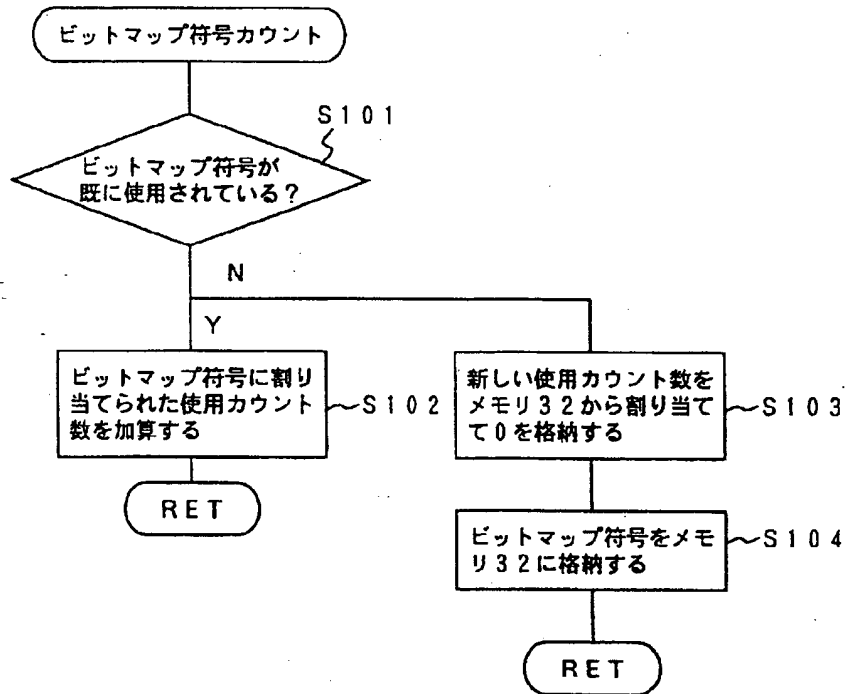 ビットマップ符号カウント
S101
ビットマップ符号が
既に使用されている?
N
Y
ビットマップ符号に割り
当てられた使用カウント
数を加算する
S102
RET
新しい使用カウント数を
メモリ32から割り当て
て0を格納する
S103
ビットマップ符号をメモ
リ32に格納する
S104
RET